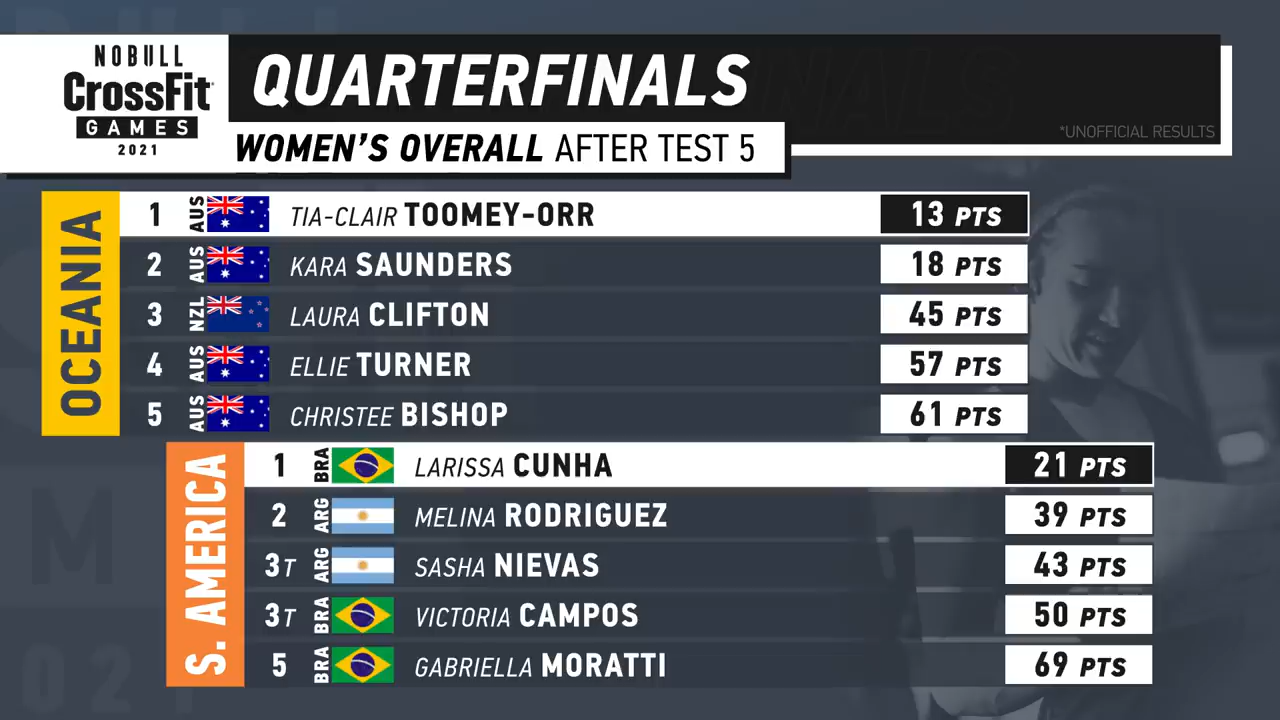 NOBULL
CrossFit
GAMES
2021
QUARTERFINALS
WOMEN'S OVERALL AFTER TEST 5
*UNOFFICIAL RESULTS
OCEANIA
1 AUS TIA-CLAIR TOOMEY-ORR 13 PTS
2 AUS KARA SAUNDERS 18 PTS
3 NZL LAURA CLIFTON 45 PTS
4 AUS ELLIE TURNER 57 PTS
5 AUS CHRISTEE BISHOP 61 PTS
S. AMERICA
1 BRA LARISSA CUNHA 21 PTS
2 ARG MELINA RODRIGUEZ 39 PTS
3T ARG SASHA NIEVAS 43 PTS
3T BRA VICTORIA CAMPOS 50 PTS
5 BRA GABRIELLA MORATTI 69 PTS